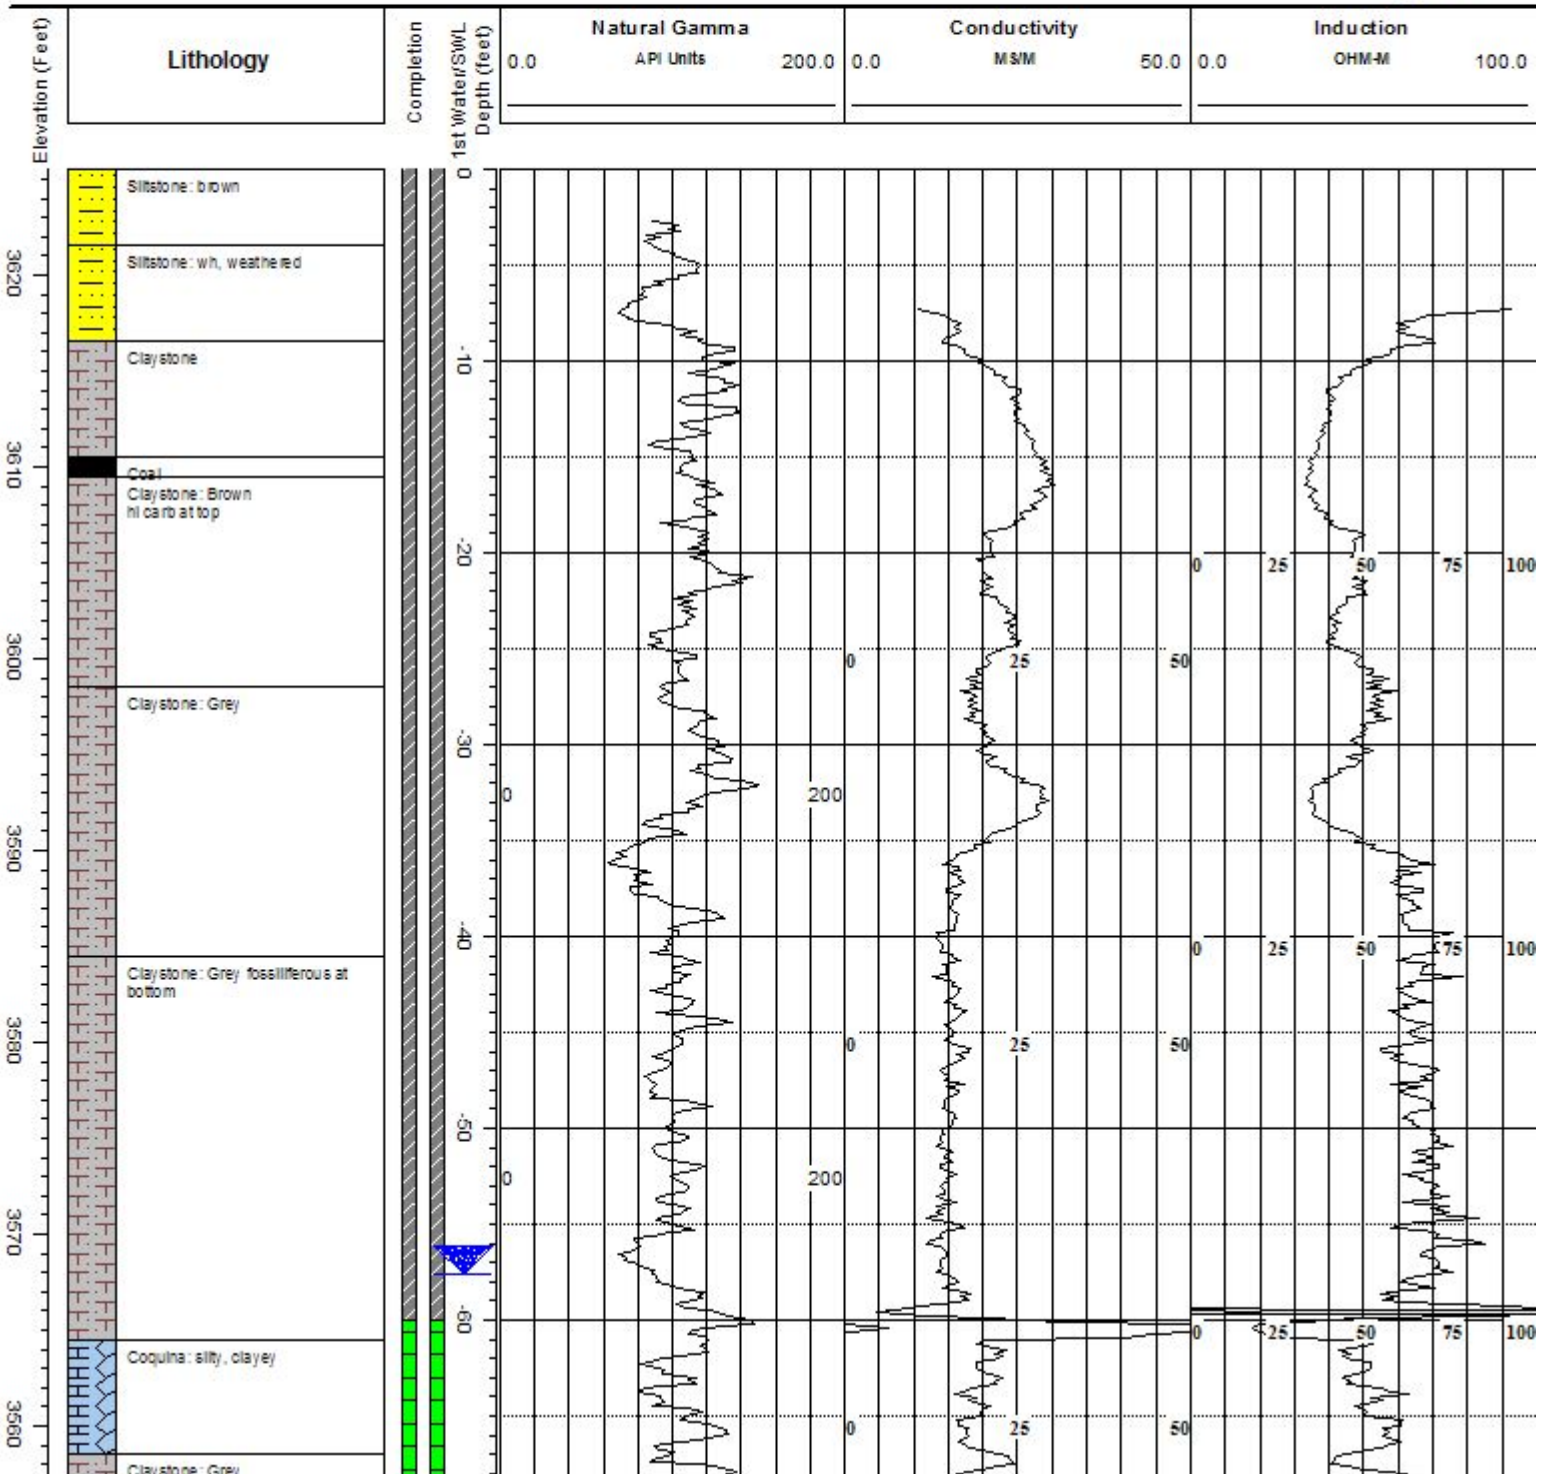 Elevation (Feet)
Lithology
Completion
1st Water/SWL
Depth (feet)
Natural Gamma
0.0 API Units 200.0
Conductivity
0.0 MS/M 50.0
Induction
0.0 OHM-M 100.0
0
Siltstone: brown
Siltstone: wh, weathered
3620
Claystone
-10
3610
Coal
Claystone: Brown
hi carb at top
-20
0 25 50 75 100
3600
0 25 50
Claystone: Grey
-30
0 200
3590
-40
0 25 50 75 100
Claystone: Grey fossiliferous at
bottom
3580
0 25 50
-50
0 200
3570
-60
0 25 50 75 100
Coquina: silty, clayey
3560
0 25 50
Claystone: Grey